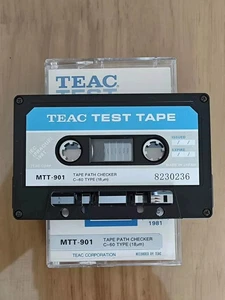 TEAC
TEAC TEST TAPE
MTT-901
TAPE PATH CHECKER
C-60 TYPE (18μm)
8230236
1981
MTT-901
TAPE PATH CHECKER
C-60 TYPE (18μm)
TEAC CORPORATION